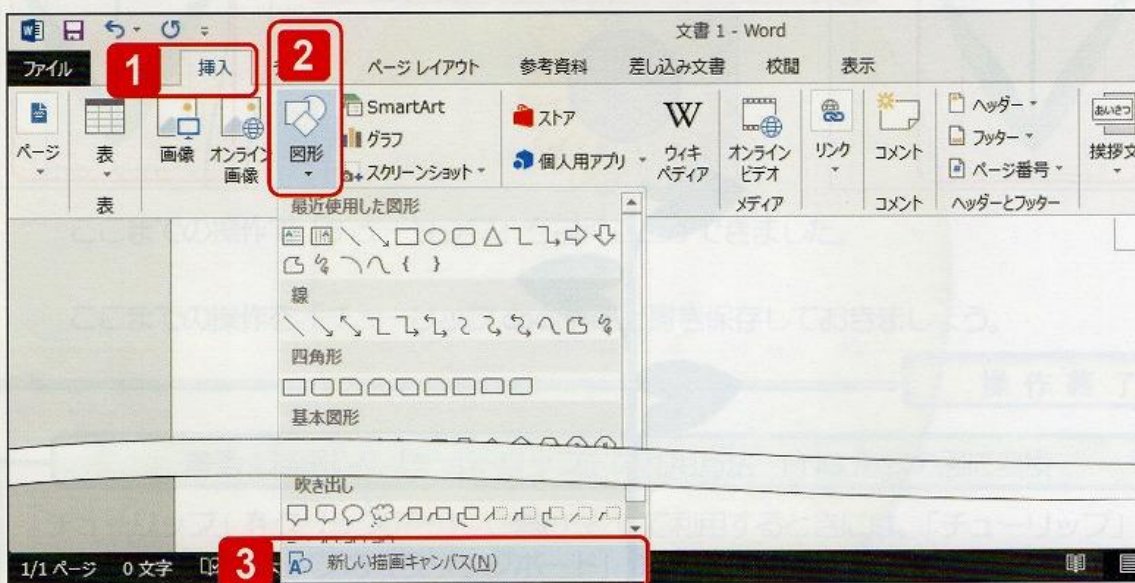 文書 1 - Word
1
2
ファイル 挿入 ページ レイアウト 参考資料 差し込み文書 校閲 表示
SmartArt
グラフ
スクリーンショット
ストア
個人用アプリ
ヘッダー
フッター
ページ番号
ページ 表 画像 オンライン画像 図形 ウィキペディア オンラインビデオ リンク コメント 挨拶文
あいさつ
表 メディア コメント ヘッダーとフッター
最近使用した図形
線
四角形
基本図形
吹き出し
3
新しい描画キャンバス(N)
1/1 ページ 0 文字